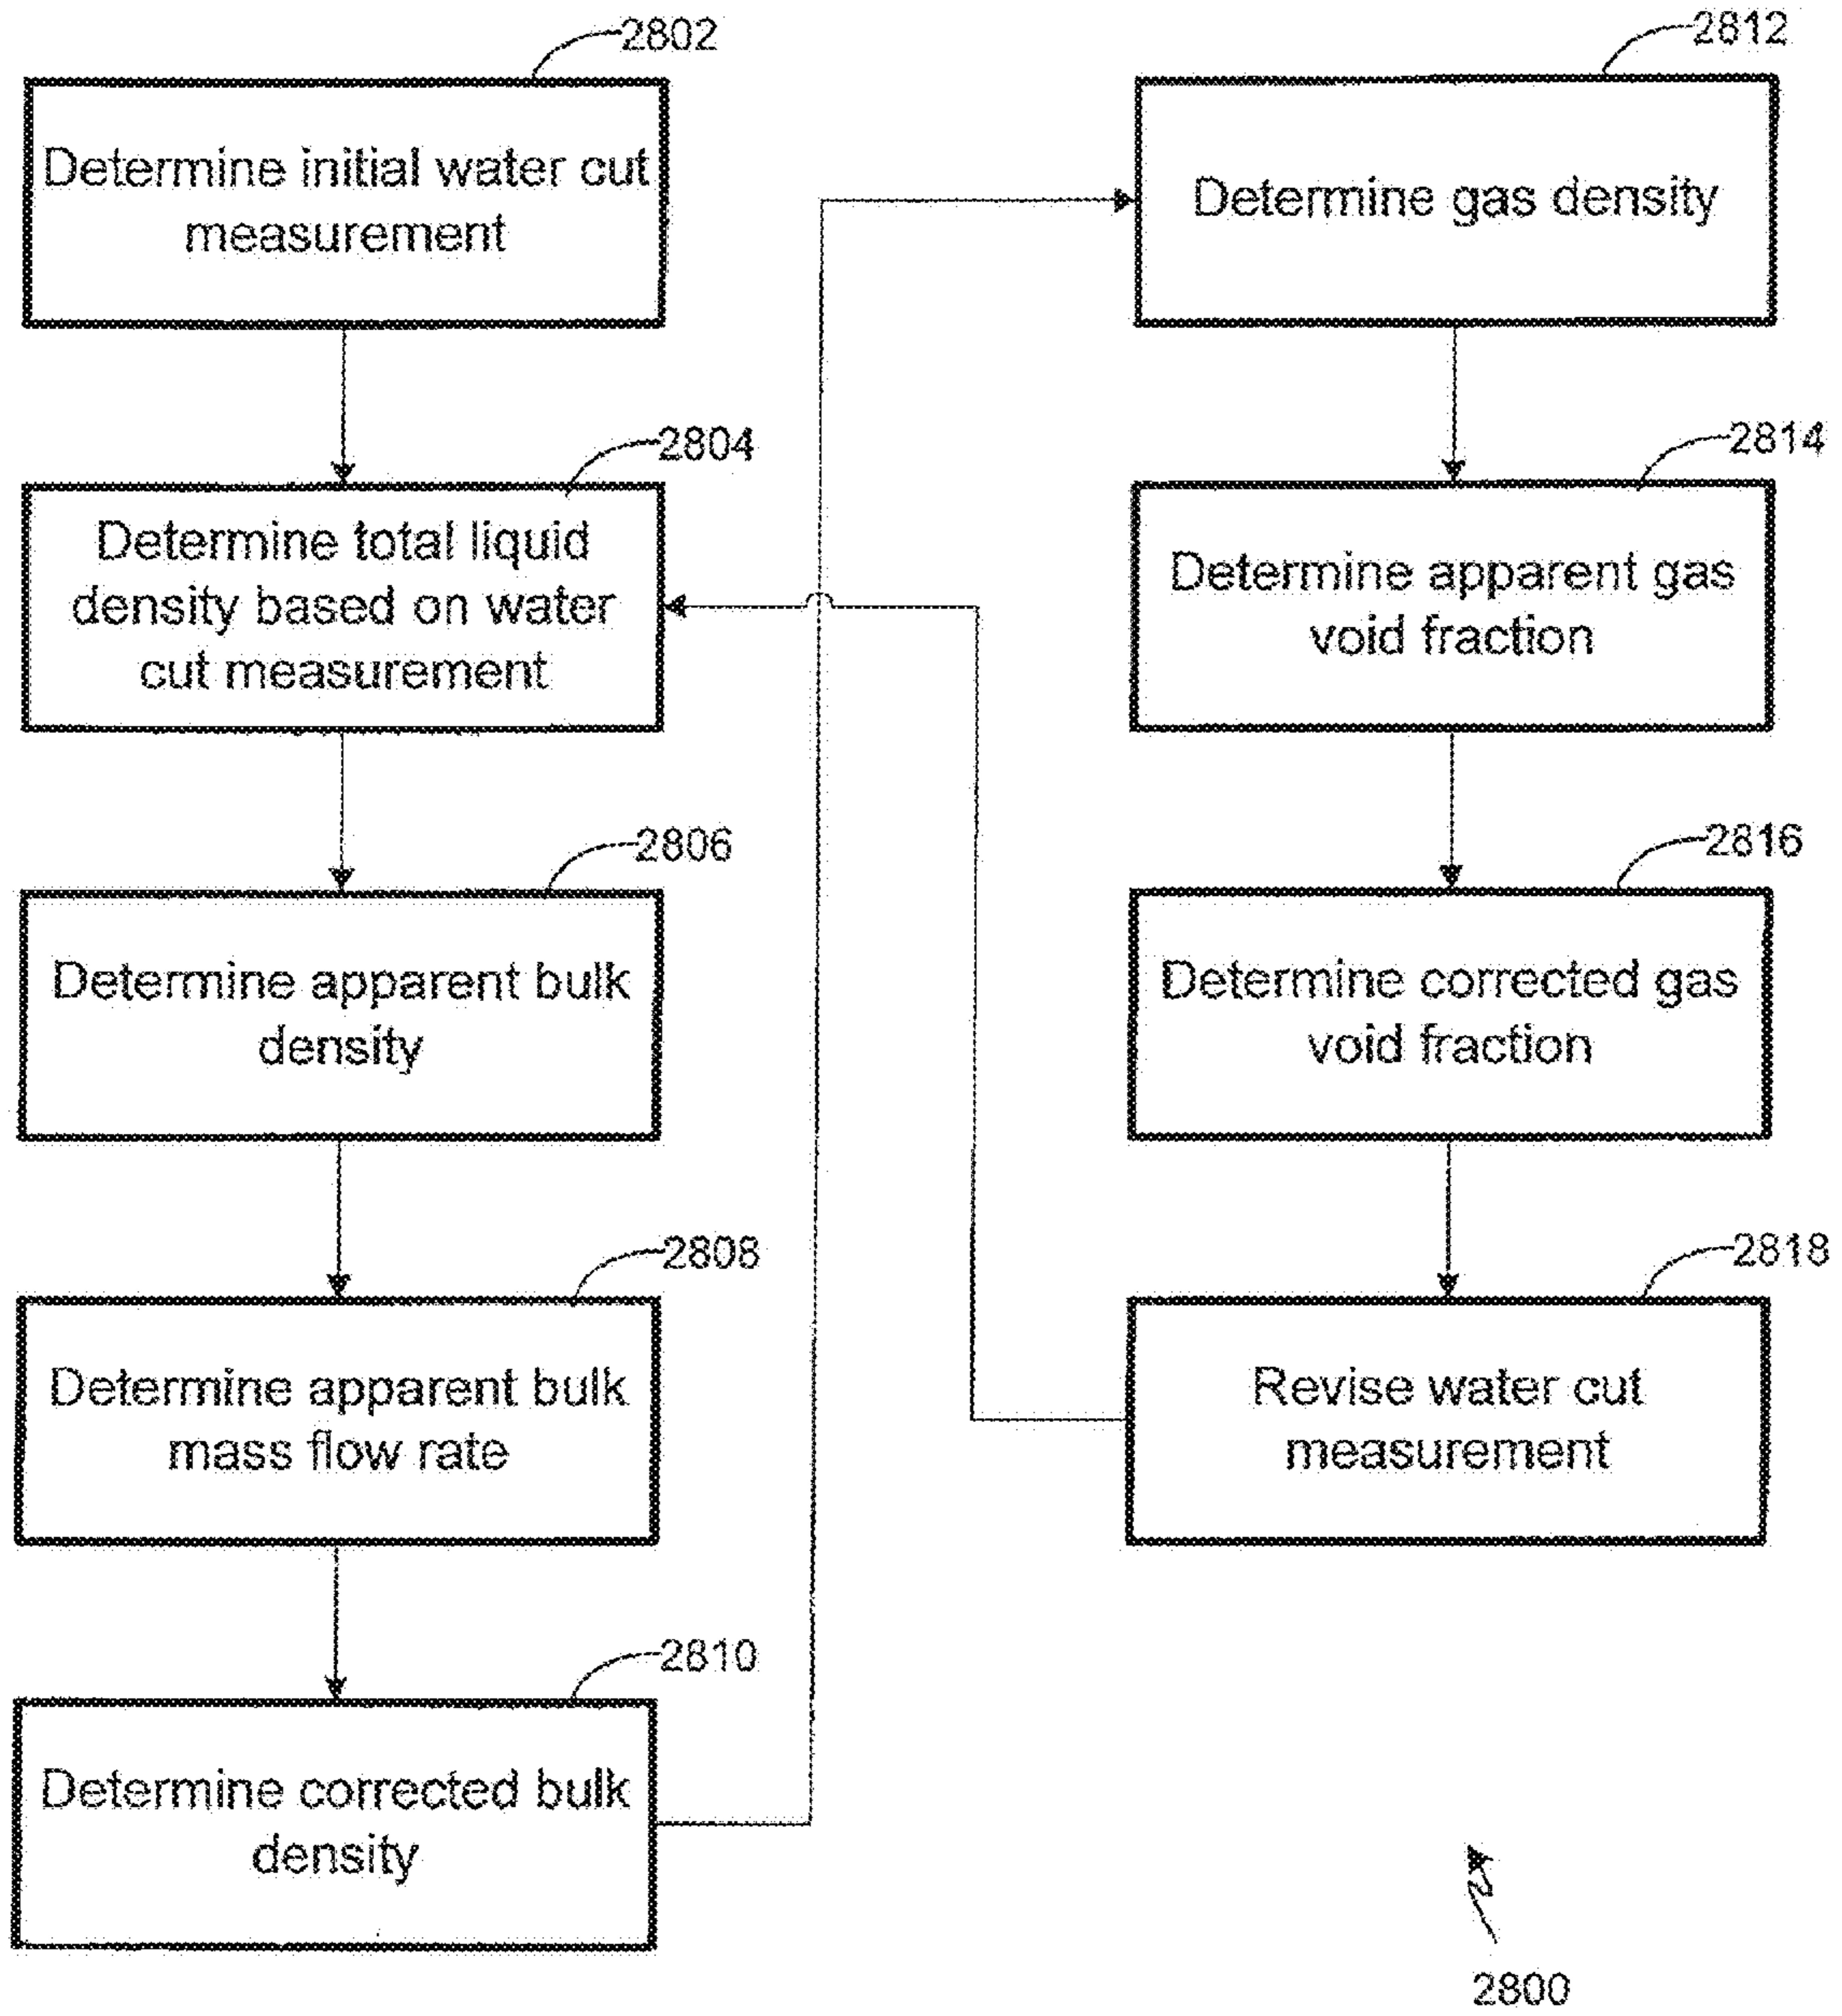 2802
Determine initial water cut
measurement
2804
Determine total liquid
density based on water
cut measurement
2806
Determine apparent bulk
density
2808
Determine apparent bulk
mass flow rate
2810
Determine corrected bulk
density
2812
Determine gas density
2814
Determine apparent gas
void fraction
2816
Determine corrected gas
void fraction
2818
Revise water cut
measurement
2800